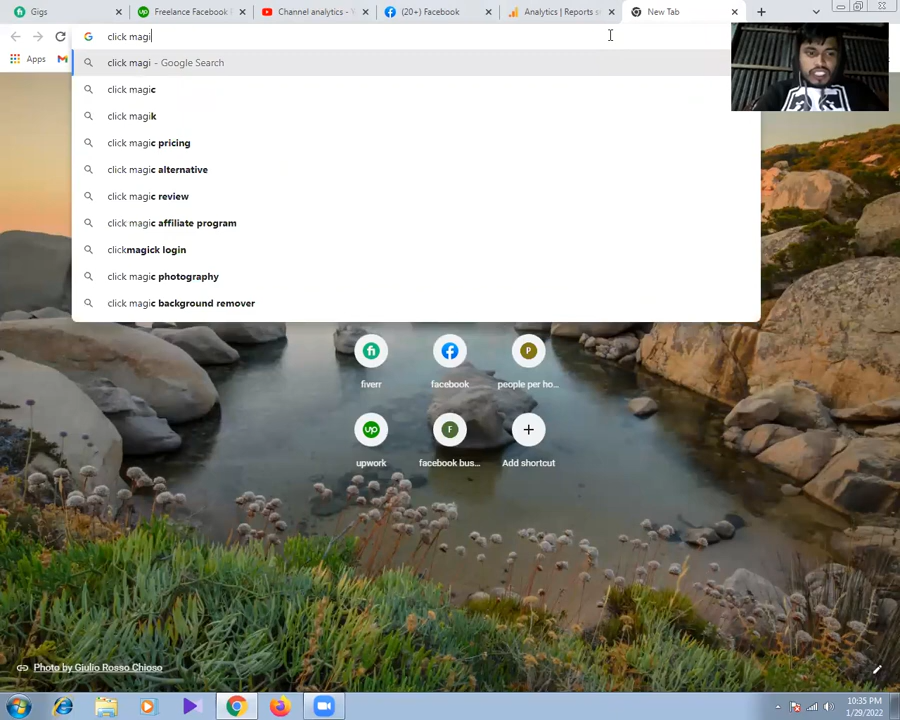 Gigs
Freelance Facebook
Channel analytics - Y
(20+) Facebook
Analytics | Reports s
New Tab
click magi
Apps
click magi - Google Search
click magic
click magik
click magic pricing
click magic alternative
click magic review
click magic affiliate program
clickmagick login
click magic photography
click magic background remover
fiverr
facebook
people per ho...
upwork
facebook bus...
Add shortcut
Photo by Giulio Rosso Chioso
10:35 PM
1/29/2022